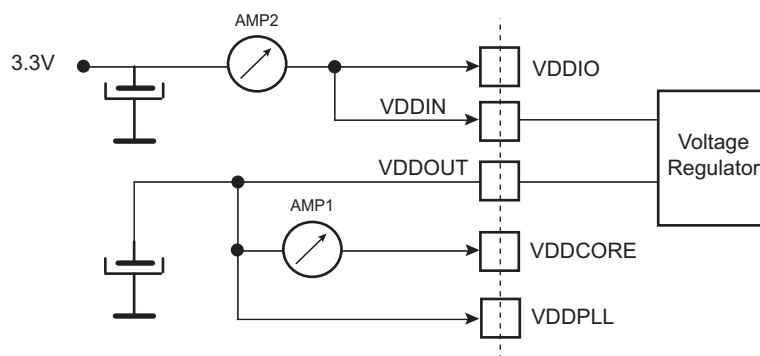 AMP2
3.3V
VDDIO
VDDIN
Voltage
Regulator
VDDOUT
AMP1
VDDCORE
VDDPLL